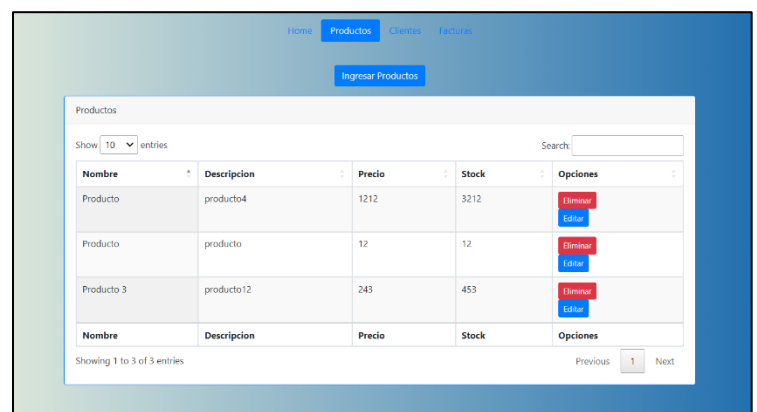 Home Productos Clientes Facturas
Ingresar Productos
Productos
Show 10 entries Search:
Nombre Descripcion Precio Stock Opciones
Producto producto4 1212 3212 Eliminar
Editar
Producto producto 12 12 Eliminar
Editar
Producto 3 producto12 243 453 Eliminar
Editar
Nombre Descripcion Precio Stock Opciones
Showing 1 to 3 of 3 entries Previous 1 Next